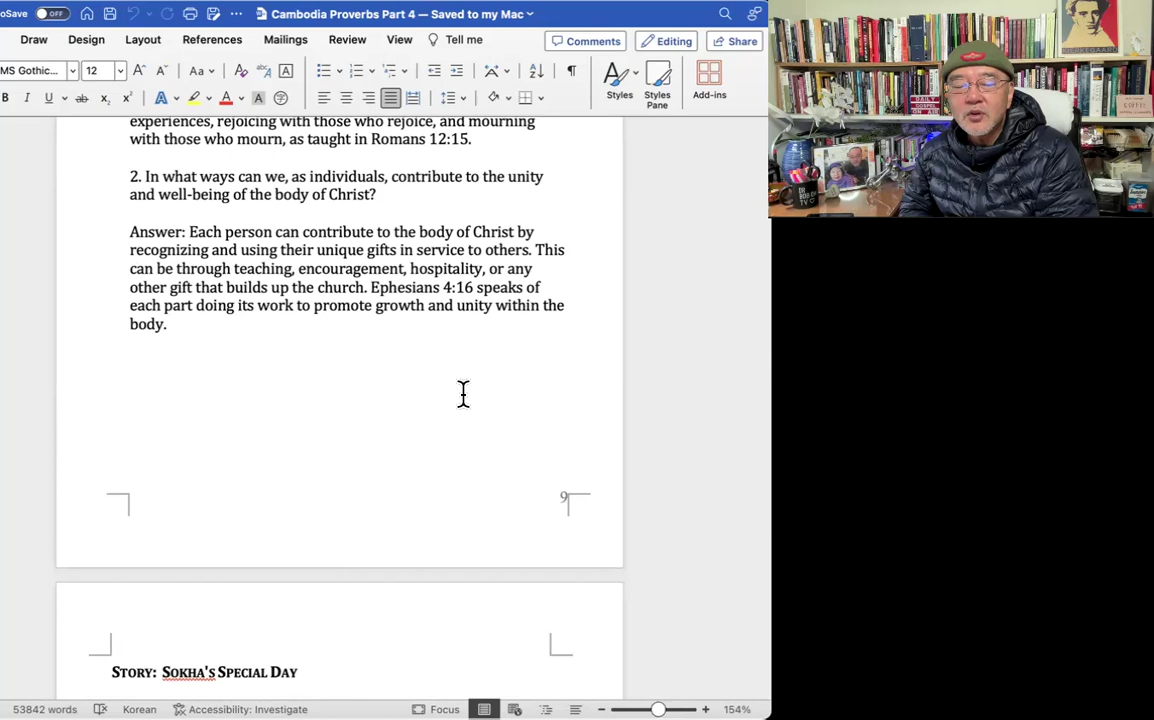 oSave OFF Cambodia Proverbs Part 4 — Saved to my Mac
Draw Design Layout References Mailings Review View Tell me Comments Editing Share
MS Gothic... 12 Styles Styles Pane Add-ins
experiences, rejoicing with those who rejoice, and mourning
with those who mourn, as taught in Romans 12:15.
2. In what ways can we, as individuals, contribute to the unity
and well-being of the body of Christ?
Answer: Each person can contribute to the body of Christ by
recognizing and using their unique gifts in service to others. This
can be through teaching, encouragement, hospitality, or any
other gift that builds up the church. Ephesians 4:16 speaks of
each part doing its work to promote growth and unity within the
body.
9
STORY: SOKHA'S SPECIAL DAY
53842 words Korean Accessibility: Investigate Focus 154%
KIERKEGAARD
DAILY
GOSPEL
ON AIR